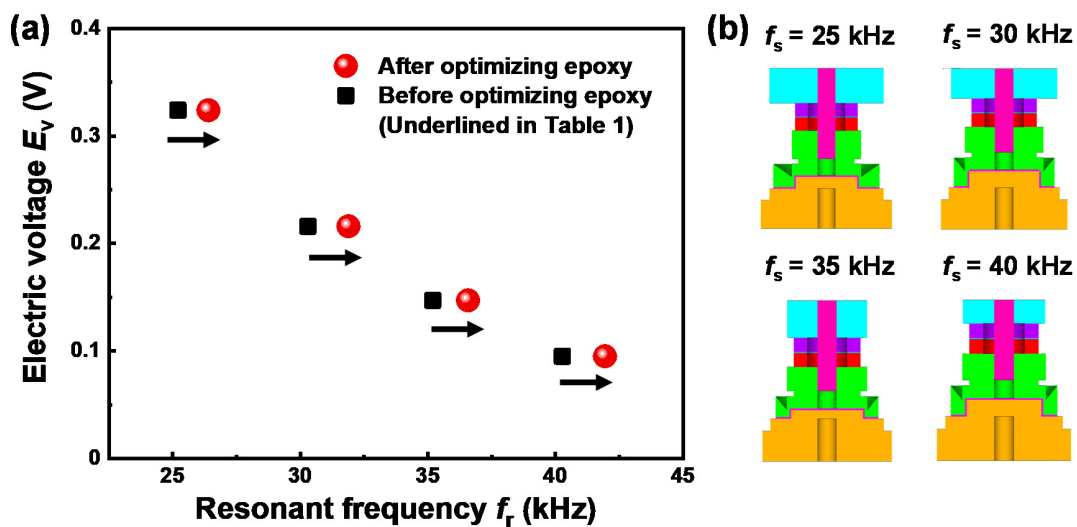 (a)
0.4
0.3
0.2
0.1
0
Electric voltage Ev (V)
After optimizing epoxy
Before optimizing epoxy
(Underlined in Table 1)
25 30 35 40 45
Resonant frequency fr (kHz)
(b)
fs = 25 kHz
fs = 30 kHz
fs = 35 kHz
fs = 40 kHz